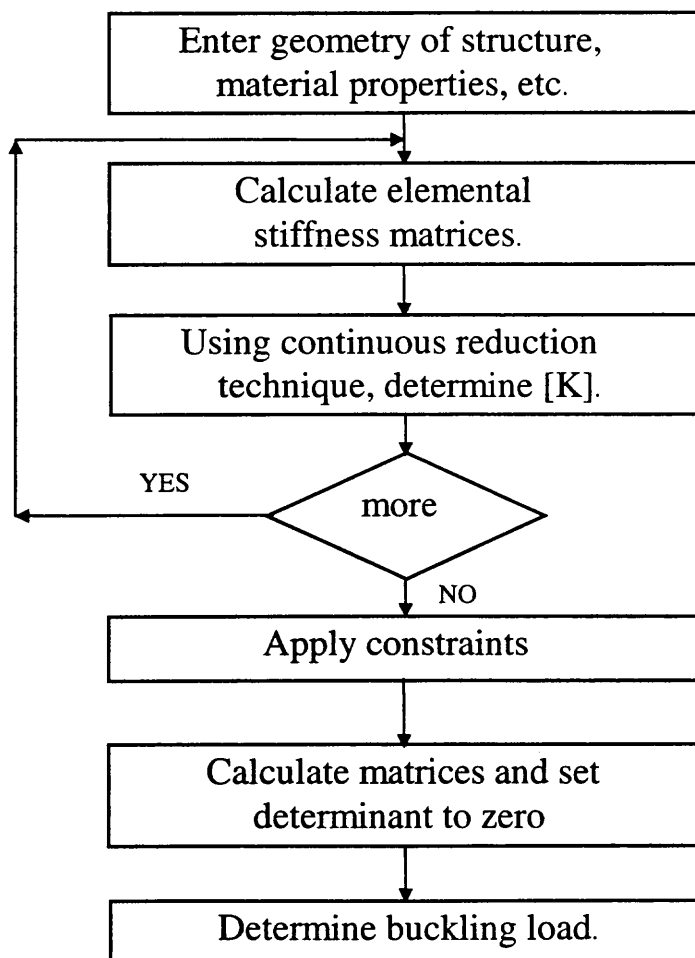 Enter geometry of structure,
material properties, etc.
Calculate elemental
stiffness matrices.
Using continuous reduction
technique, determine [K].
YES
more
NO
Apply constraints
Calculate matrices and set
determinant to zero
Determine buckling load.